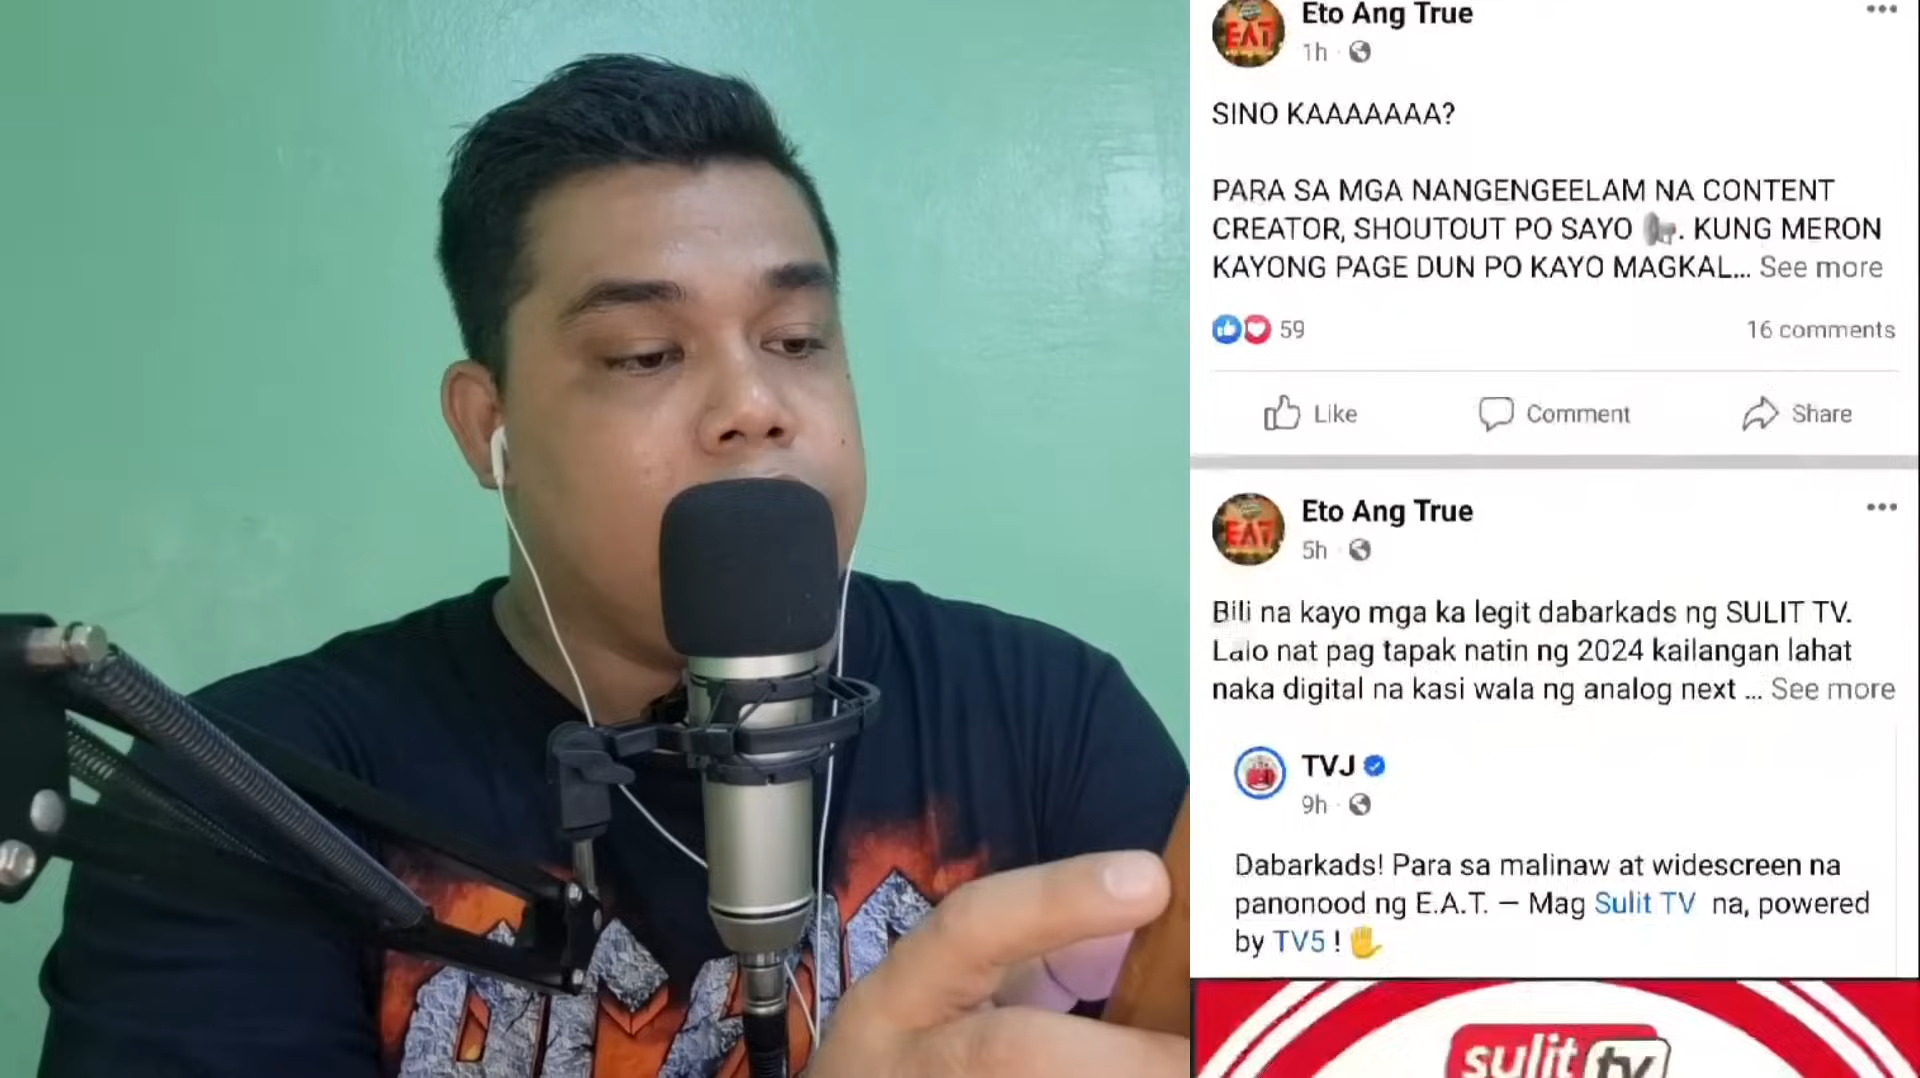 Eto Ang True
1h
SINO KAAAAAAA?
PARA SA MGA NANGENGEELAM NA CONTENT
CREATOR, SHOUTOUT PO SAYO . KUNG MERON
KAYONG PAGE DUN PO KAYO MAGKAL... See more
59
16 comments
Like
Comment
Share
Eto Ang True
5h
Bili na kayo mga ka legit dabarkads ng SULIT TV.
Lalo nat pag tapak natin ng 2024 kailangan lahat
naka digital na kasi wala ng analog next ... See more
TVJ
9h
Dabarkads! Para sa malinaw at widescreen na
panonood ng E.A.T. – Mag Sulit TV na, powered
by TV5 !
sulit tv
EAT
EAT